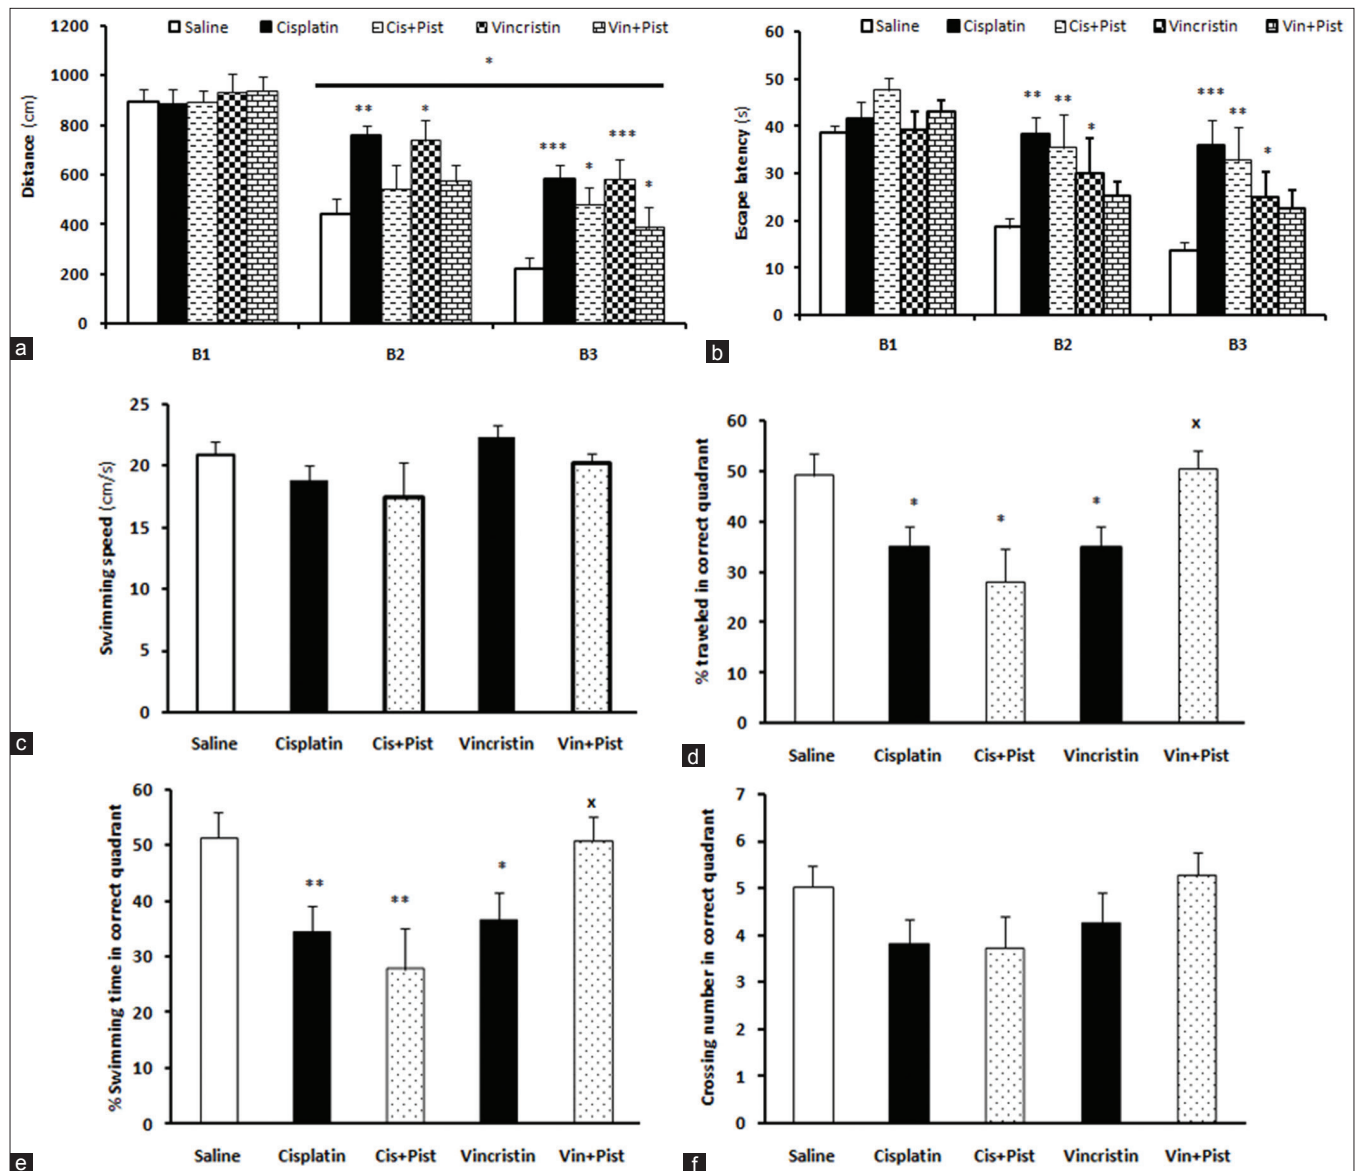 Saline Cisplatin Cis+Pist Vincristin Vin+Pist
Distance (cm)
1200
1000
800
600
400
200
0
*
** *
*** * *** *
B1 B2 B3
a
Saline Cisplatin Cis+Pist Vincristin Vin+Pist
Escape latency (s)
60
50
40
30
20
10
0
** ** *
*** ** *
B1 B2 B3
b
Swimming speed (cm/s)
25
20
15
10
5
0
Saline Cisplatin Cis+Pist Vincristin Vin+Pist
c
% traveled in correct quadrant
60
50
40
30
20
10
0
* * * x
Saline Cisplatin Cis+Pist Vincristin Vin+Pist
d
% Swimming time in correct quadrant
60
50
40
30
20
10
0
** ** * x
Saline Cisplatin Cis+Pist Vincristin Vin+Pist
e
Crossing number in correct quadrant
7
6
5
4
3
2
1
0
Saline Cisplatin Cis+Pist Vincristin Vin+Pist
f